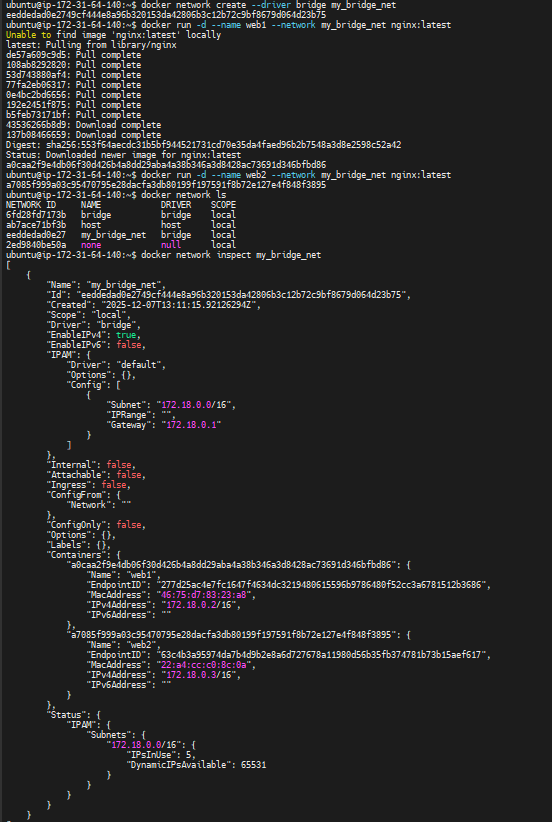 ubuntu@ip-172-31-64-140:~$ docker network create --driver bridge my_bridge_net
eeddedad0e2749cf444e8a96b320153da42806b3c12b72c9bf8679d064d23b75
ubuntu@ip-172-31-64-140:~$ docker run -d --name web1 --network my_bridge_net nginx:latest
Unable to find image 'nginx:latest' locally
latest: Pulling from library/nginx
de57a609c9d5: Pull complete
108ab8292820: Pull complete
53d743880af4: Pull complete
77fa2eb06317: Pull complete
0e4bc2bd6656: Pull complete
192e2451f875: Pull complete
b5feb73171bf: Pull complete
43536266b8d9: Download complete
137b08466659: Download complete
Digest: sha256:553f64aecdc31b5bf944521731cd70e35da4faed96b2b7548a3d8e2598c52a42
Status: Downloaded newer image for nginx:latest
a0caa2f9e4db06f30d426b4a8dd29aba4a38b346a3d8428ac73691d346bfbd86
ubuntu@ip-172-31-64-140:~$ docker run -d --name web2 --network my_bridge_net nginx:latest
a7085f999a03c95470795e28dacfa3db80199f197591f8b72e127e4f848f3895
ubuntu@ip-172-31-64-140:~$ docker network ls
NETWORK ID     NAME            DRIVER    SCOPE
6fd28fd7173b   bridge          bridge    local
ab7ace71bf3b   host            host      local
eeddedad0e27   my_bridge_net   bridge    local
2ed9840be50a   none            null      local
ubuntu@ip-172-31-64-140:~$ docker network inspect my_bridge_net
[
    {
        "Name": "my_bridge_net",
        "Id": "eeddedad0e2749cf444e8a96b320153da42806b3c12b72c9bf8679d064d23b75",
        "Created": "2025-12-07T13:11:15.92126294Z",
        "Scope": "local",
        "Driver": "bridge",
        "EnableIPv4": true,
        "EnableIPv6": false,
        "IPAM": {
            "Driver": "default",
            "Options": {},
            "Config": [
                {
                    "Subnet": "172.18.0.0/16",
                    "IPRange": "",
                    "Gateway": "172.18.0.1"
                }
            ]
        },
        "Internal": false,
        "Attachable": false,
        "Ingress": false,
        "ConfigFrom": {
            "Network": ""
        },
        "ConfigOnly": false,
        "Options": {},
        "Labels": {},
        "Containers": {
            "a0caa2f9e4db06f30d426b4a8dd29aba4a38b346a3d8428ac73691d346bfbd86": {
                "Name": "web1",
                "EndpointID": "277d25ac4e7fc1647f4634dc3219480615596b9786480f52cc3a6781512b3686",
                "MacAddress": "46:75:d7:83:23:a8",
                "IPv4Address": "172.18.0.2/16",
                "IPv6Address": ""
            },
            "a7085f999a03c95470795e28dacfa3db80199f197591f8b72e127e4f848f3895": {
                "Name": "web2",
                "EndpointID": "63c4b3a95974da7b4d9b2e8a6d727678a11980d56b35fb374781b73b15aef617",
                "MacAddress": "22:a4:cc:c0:8c:0a",
                "IPv4Address": "172.18.0.3/16",
                "IPv6Address": ""
            }
        },
        "Status": {
            "IPAM": {
                "Subnets": {
                    "172.18.0.0/16": {
                        "IPsInUse": 5,
                        "DynamicIPsAvailable": 65531
                    }
                }
            }
        }
    }